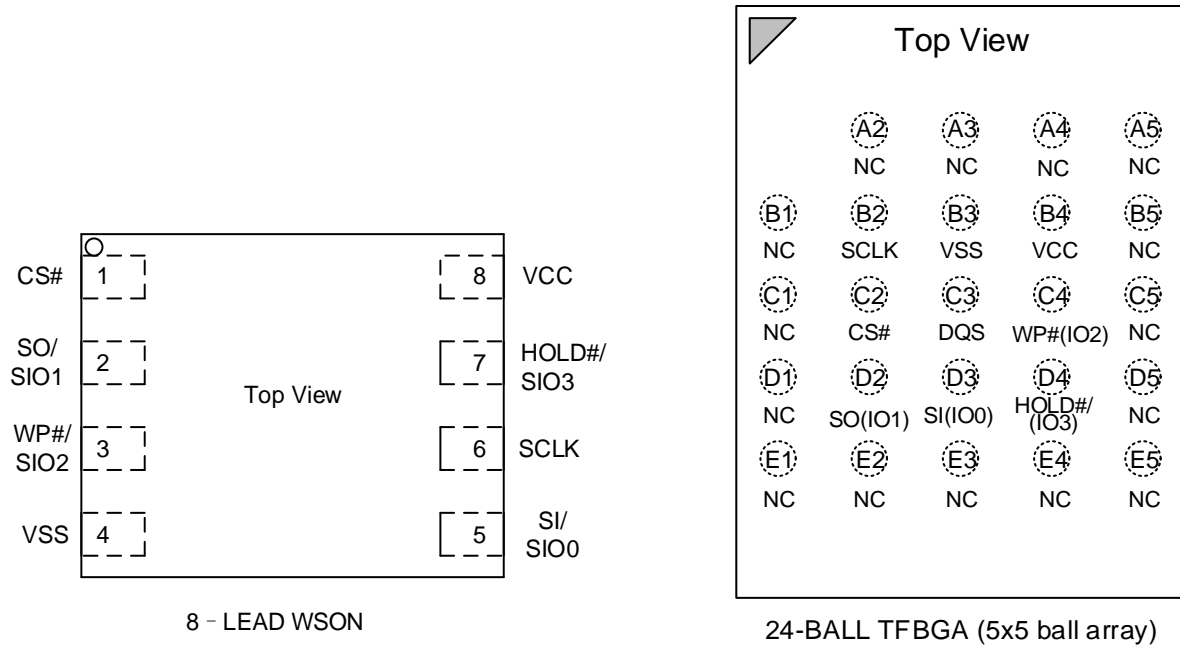 CS#
1
SO/
SIO1
2
WP#/
SIO2
3
VSS
4
Top View
8
VCC
7
HOLD#/
SIO3
6
SCLK
5
SI/
SIO0
8 - LEAD WSON
Top View
A2 A3 A4 A5
NC NC NC NC
B1 B2 B3 B4 B5
NC SCLK VSS VCC NC
C1 C2 C3 C4 C5
NC CS# DQS WP#(IO2) NC
D1 D2 D3 D4 D5
NC SO(IO1) SI(IO0) HOLD#/
(IO3) NC
E1 E2 E3 E4 E5
NC NC NC NC NC
24-BALL TFBGA (5x5 ball array)